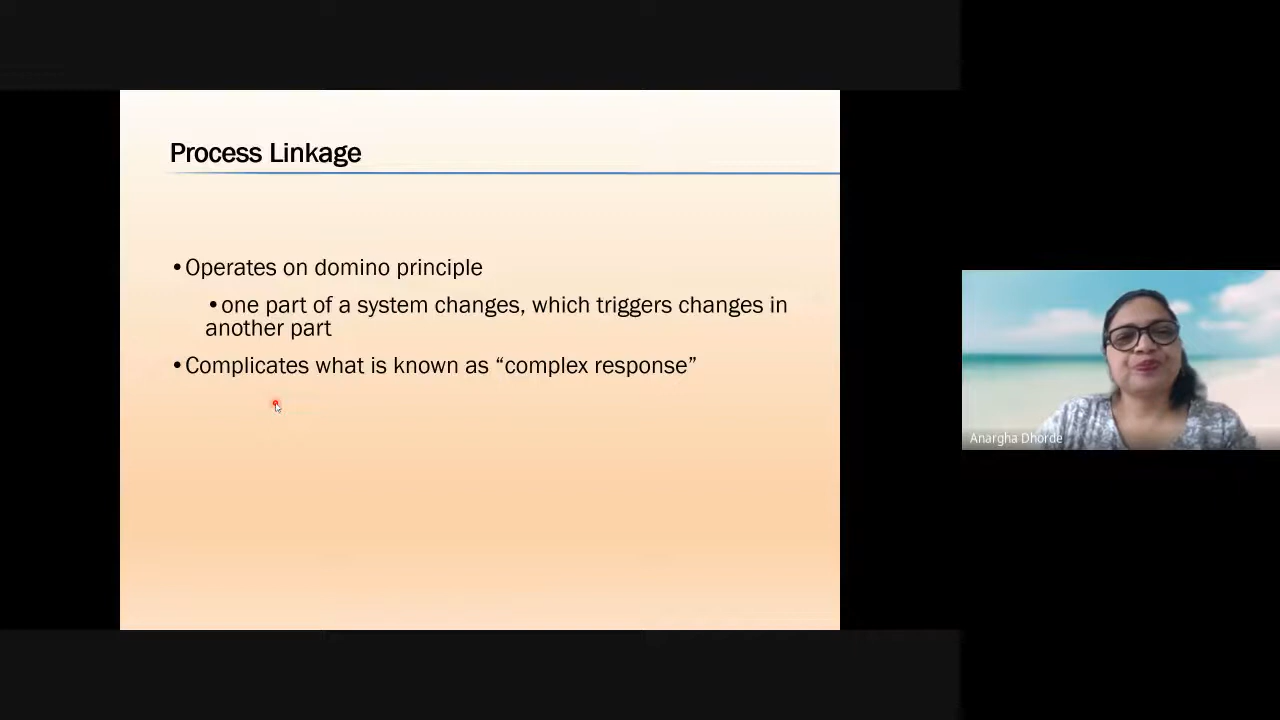 Process Linkage
•Operates on domino principle
•one part of a system changes, which triggers changes in
another part
•Complicates what is known as “complex response”
Anargha Dhorde